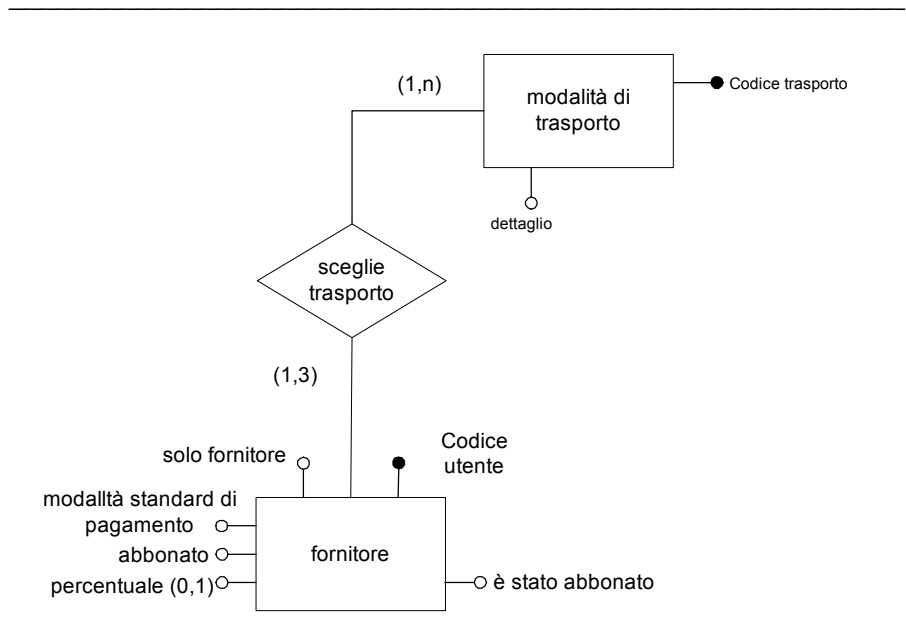 (1,n)
modalità di
trasporto
Codice trasporto
dettaglio
sceglie
trasporto
(1,3)
solo fornitore
Codice
utente
modalltà standard di
pagamento
abbonato
percentuale (0,1)
fornitore
è stato abbonato